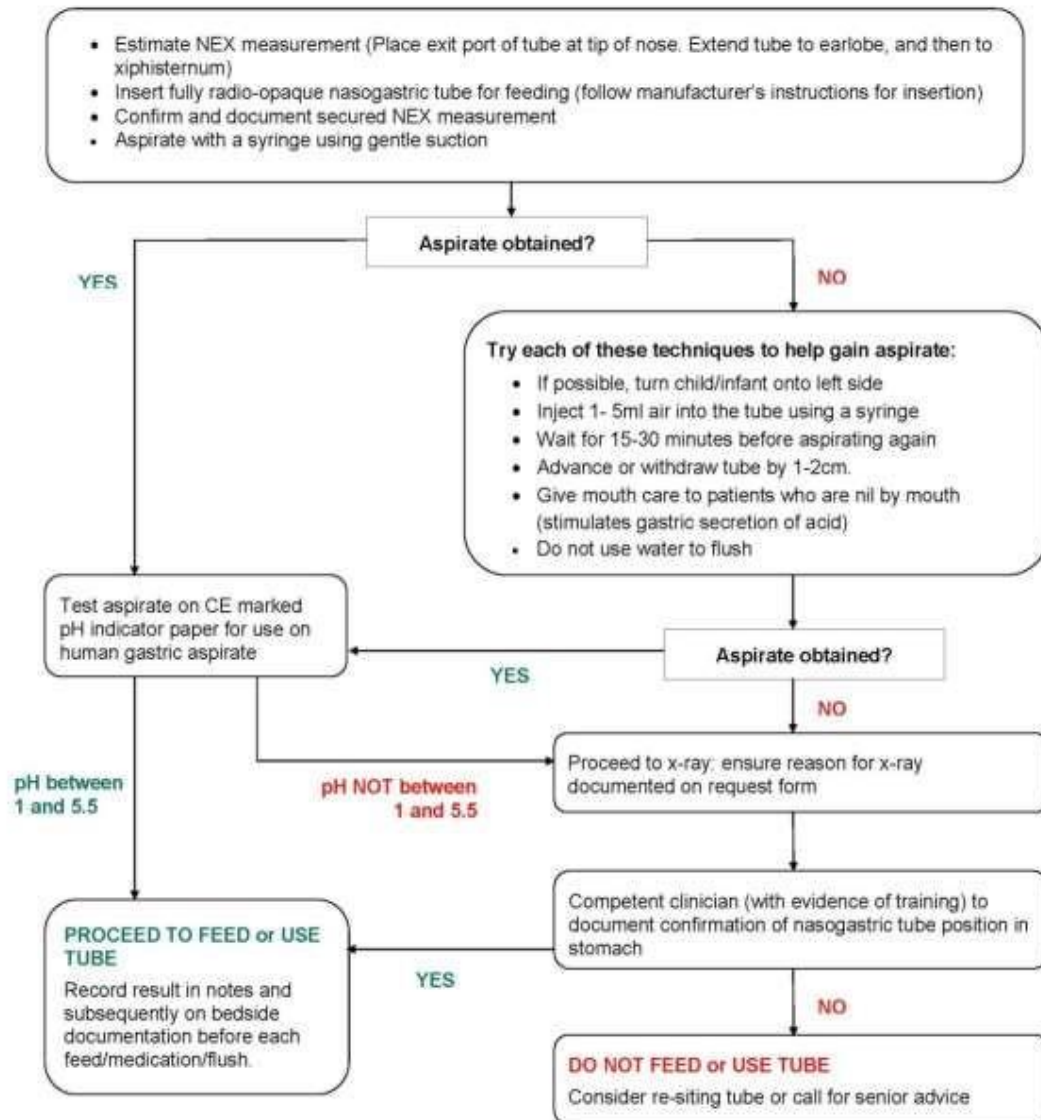 • Estimate NEX measurement (Place exit port of tube at tip of nose. Extend tube to earlobe, and then to
xiphisternum)
• Insert fully radio-opaque nasogastric tube for feeding (follow manufacturer's instructions for insertion)
• Confirm and document secured NEX measurement
• Aspirate with a syringe using gentle suction
Aspirate obtained?
YES
NO
Try each of these techniques to help gain aspirate:
• If possible, turn child/infant onto left side
• Inject 1- 5ml air into the tube using a syringe
• Wait for 15-30 minutes before aspirating again
• Advance or withdraw tube by 1-2cm.
• Give mouth care to patients who are nil by mouth
(stimulates gastric secretion of acid)
• Do not use water to flush
Test aspirate on CE marked
pH indicator paper for use on
human gastric aspirate
Aspirate obtained?
YES
NO
pH between
1 and 5.5
pH NOT between
1 and 5.5
Proceed to x-ray: ensure reason for x-ray
documented on request form
Competent clinician (with evidence of training) to
document confirmation of nasogastric tube position in
stomach
YES
NO
PROCEED TO FEED or USE
TUBE
Record result in notes and
subsequently on bedside
documentation before each
feed/medication/flush.
DO NOT FEED or USE TUBE
Consider re-siting tube or call for senior advice